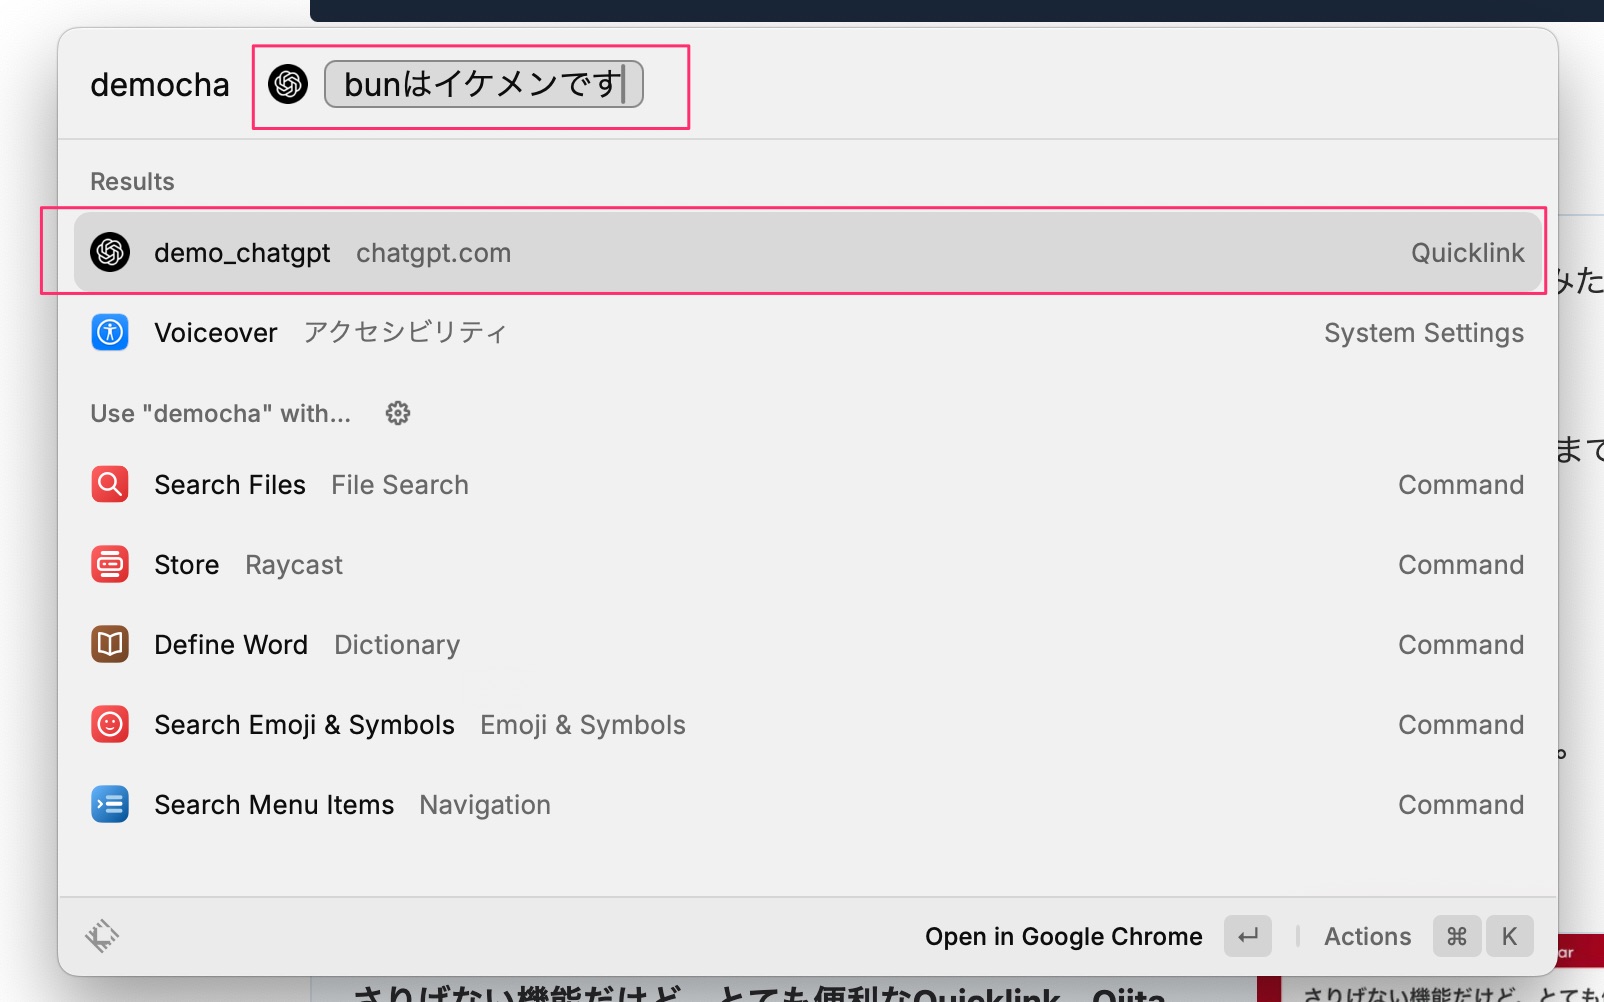 democha bunはイケメンです
Results
demo_chatgpt chatgpt.com Quicklink
みた
Voiceover アクセシビリティ System Settings
Use "democha" with...
まで
Search Files File Search Command
Store Raycast Command
Define Word Dictionary Command
Search Emoji & Symbols Emoji & Symbols Command
。
Search Menu Items Navigation Command
Open in Google Chrome ↵ Actions ⌘ K
ar
さりげない機能だけど、とても便利なQuicklink - Qiita
さりげない機能だけど、とても